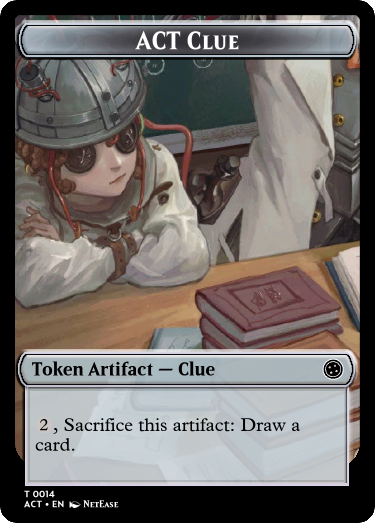 ACT Clue
Token Artifact — Clue
2 , Sacrifice this artifact: Draw a
card.
T 0014
ACT • EN NetEase